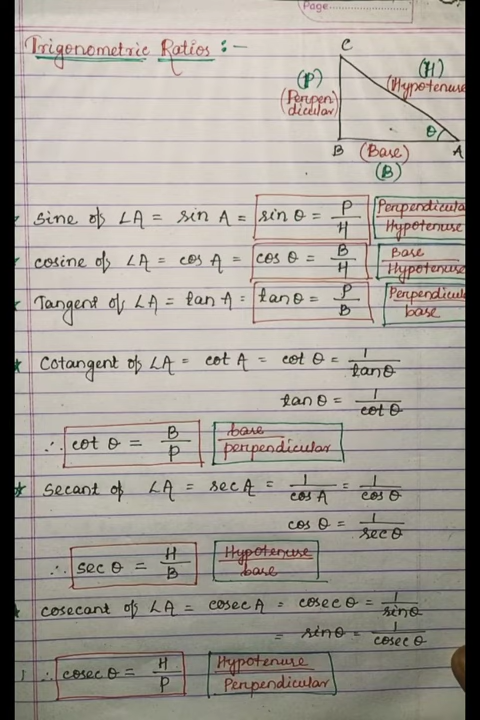 Page
Trigonometric Ratios :-
C
(P)
(Perpendicular)
(H)
(Hypotenuse
θ
B
A
(Base)
(B)
Sine of ∠A = sin A = sin θ = P/H Perpendicular/Hypotenuse
cosine of ∠A = cos A = cos θ = B/H Base/Hypotenuse
Tangent of ∠A = tan A = tan θ = P/B Perpendicular/base
* Cotangent of ∠A = cot A = cot θ = 1/tan θ
tan θ = 1/cot θ
∴ cot θ = B/P base/perpendicular
* Secant of ∠A = sec A = 1/cos A = 1/cos θ
cos θ = 1/sec θ
∴ sec θ = H/B Hypotenuse/base
* cosecant of ∠A = cosec A = cosec θ = 1/sin θ
= sin θ = 1/cosec θ
∴ cosec θ = H/P Hypotenuse/Perpendicular